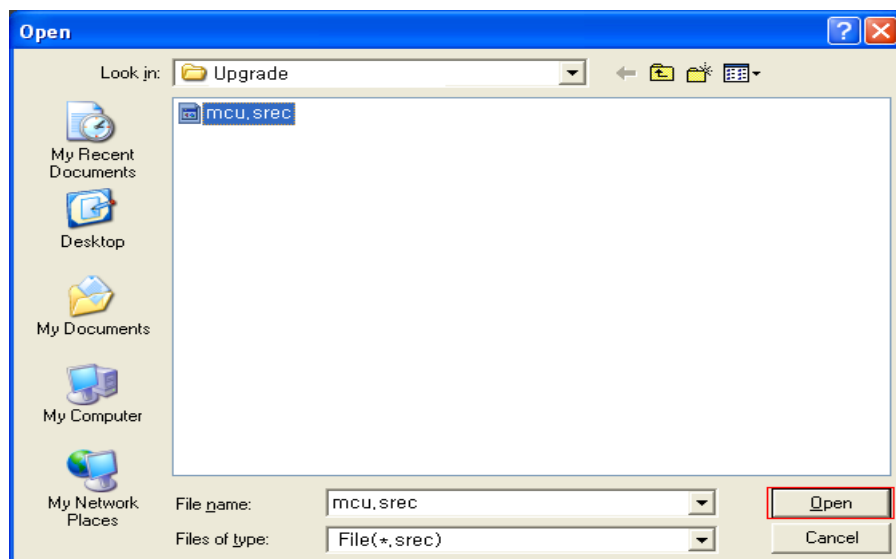 Open
Look in:
Upgrade
mcu,srec
My Recent
Documents
Desktop
My Documents
My Computer
My Network
Places
File name:
mcu,srec
Open
Files of type:
File(*,srec)
Cancel